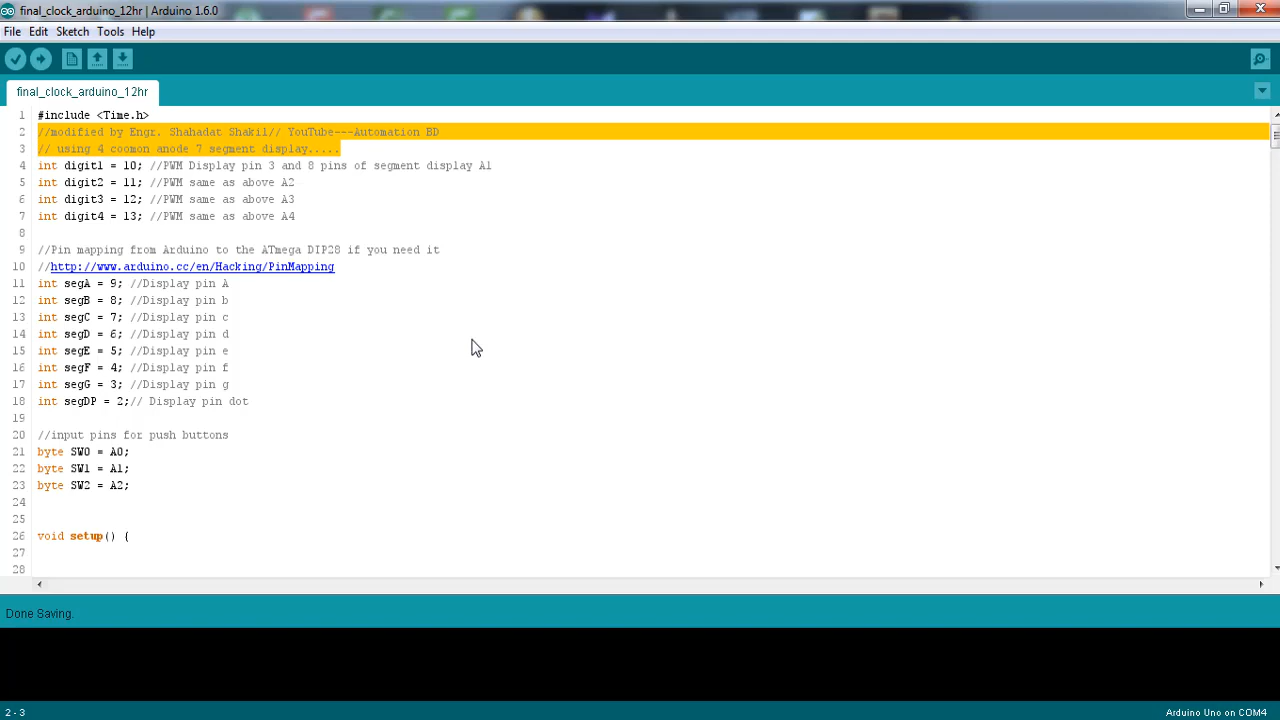 final_clock_arduino_12hr | Arduino 1.6.0
File Edit Sketch Tools Help
final_clock_arduino_12hr
1 #include <Time.h>
2 //modified by Engr. Shahadat Shakil// YouTube---Automation BD
3 // using 4 coomon anode 7 segment display.....
4 int digit1 = 10; //PWM Display pin 3 and 8 pins of segment display A1
5 int digit2 = 11; //PWM same as above A2
6 int digit3 = 12; //PWM same as above A3
7 int digit4 = 13; //PWM same as above A4
8
9 //Pin mapping from Arduino to the ATmega DIP28 if you need it
10 //http://www.arduino.cc/en/Hacking/PinMapping
11 int segA = 9; //Display pin A
12 int segB = 8; //Display pin b
13 int segC = 7; //Display pin c
14 int segD = 6; //Display pin d
15 int segE = 5; //Display pin e
16 int segF = 4; //Display pin f
17 int segG = 3; //Display pin g
18 int segDP = 2;// Display pin dot
19
20 //input pins for push buttons
21 byte SW0 = A0;
22 byte SW1 = A1;
23 byte SW2 = A2;
24
25
26 void setup() {
27
28
Done Saving.
2 - 3 Arduino Uno on COM4